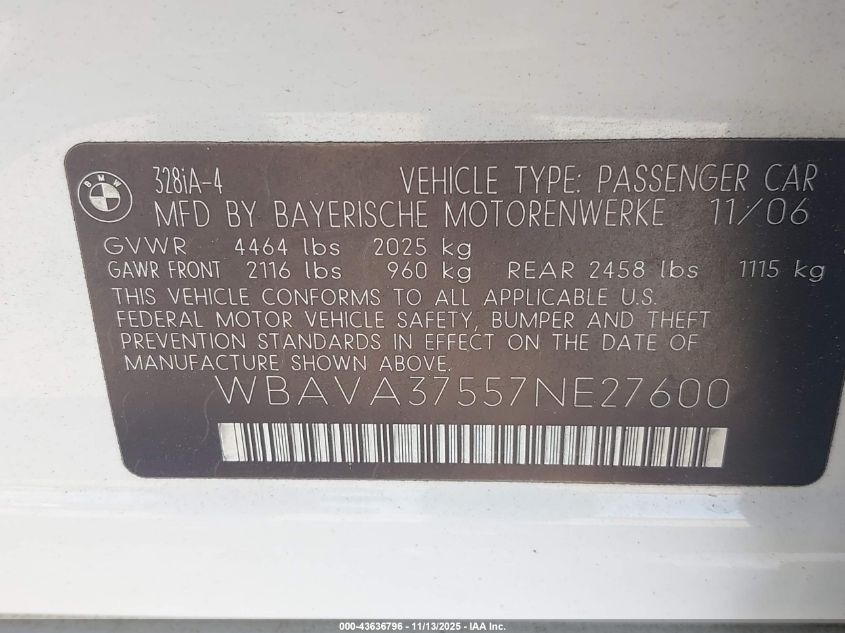 BMW
328iA-4 VEHICLE TYPE: PASSENGER CAR
MFD BY BAYERISCHE MOTORENWERKE 11/06
GVWR 4464 lbs 2025 kg
GAWR FRONT 2116 lbs 960 kg REAR 2458 lbs 1115 kg
THIS VEHICLE CONFORMS TO ALL APPLICABLE U.S.
FEDERAL MOTOR VEHICLE SAFETY, BUMPER AND THEFT
PREVENTION STANDARDS IN EFFECT ON THE DATE OF
MANUFACTURE SHOWN ABOVE.
WBAVA37557NE27600
000-43636796 - 11/13/2025 - IAA Inc.